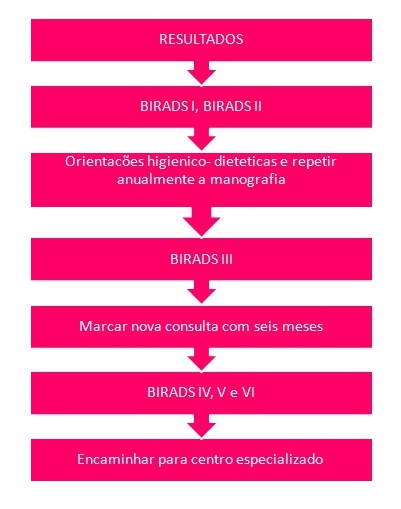 RESULTADOS
BIRADS I, BIRADS II
Orientacões higienico- dieteticas e repetir
anualmente a manografia
BIRADS III
Marcar nova consulta com seis meses
BIRADS IV, V e VI
Encaminhar para centro especializado